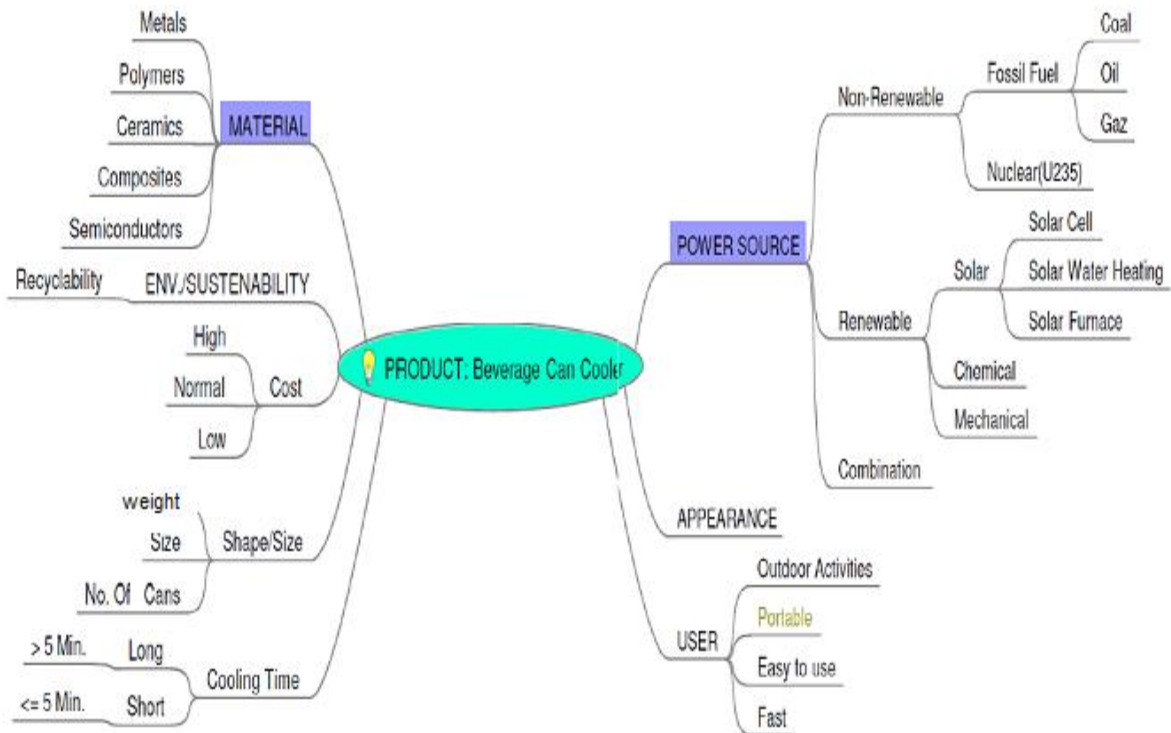 Metals
Polymers
Ceramics
Composites
Semiconductors
MATERIAL
Recyclability
ENV./SUSTENABILITY
High
Normal
Low
Cost
weight
Size
No. Of Cans
Shape/Size
> 5 Min.
Long
<= 5 Min.
Short
Cooling Time
PRODUCT: Beverage Can Cooler
POWER SOURCE
Non-Renewable
Fossil Fuel
Coal
Oil
Gaz
Nuclear(U235)
Renewable
Solar
Solar Cell
Solar Water Heating
Solar Furnace
Chemical
Mechanical
Combination
APPEARANCE
USER
Outdoor Activities
Portable
Easy to use
Fast